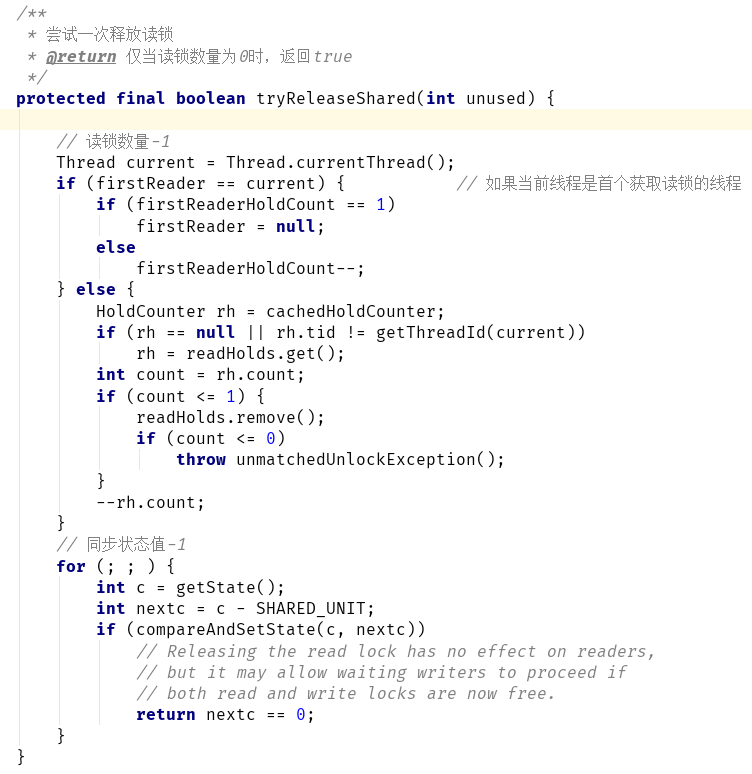 /**
 * 尝试一次释放读锁
 * @return 仅当读锁数量为0时，返回true
 */
protected final boolean tryReleaseShared(int unused) {
    // 读锁数量-1
    Thread current = Thread.currentThread();
    if (firstReader == current) {           // 如果当前线程是首个获取读锁的线程
        if (firstReaderHoldCount == 1)
            firstReader = null;
        else
            firstReaderHoldCount--;
    } else {
        HoldCounter rh = cachedHoldCounter;
        if (rh == null || rh.tid != getThreadId(current))
            rh = readHolds.get();
        int count = rh.count;
        if (count <= 1) {
            readHolds.remove();
            if (count <= 0)
                throw unmatchedUnlockException();
        }
        --rh.count;
    }
    // 同步状态值-1
    for (; ; ) {
        int c = getState();
        int nextc = c - SHARED_UNIT;
        if (compareAndSetState(c, nextc))
            // Releasing the read lock has no effect on readers,
            // but it may allow waiting writers to proceed if
            // both read and write locks are now free.
            return nextc == 0;
    }
}